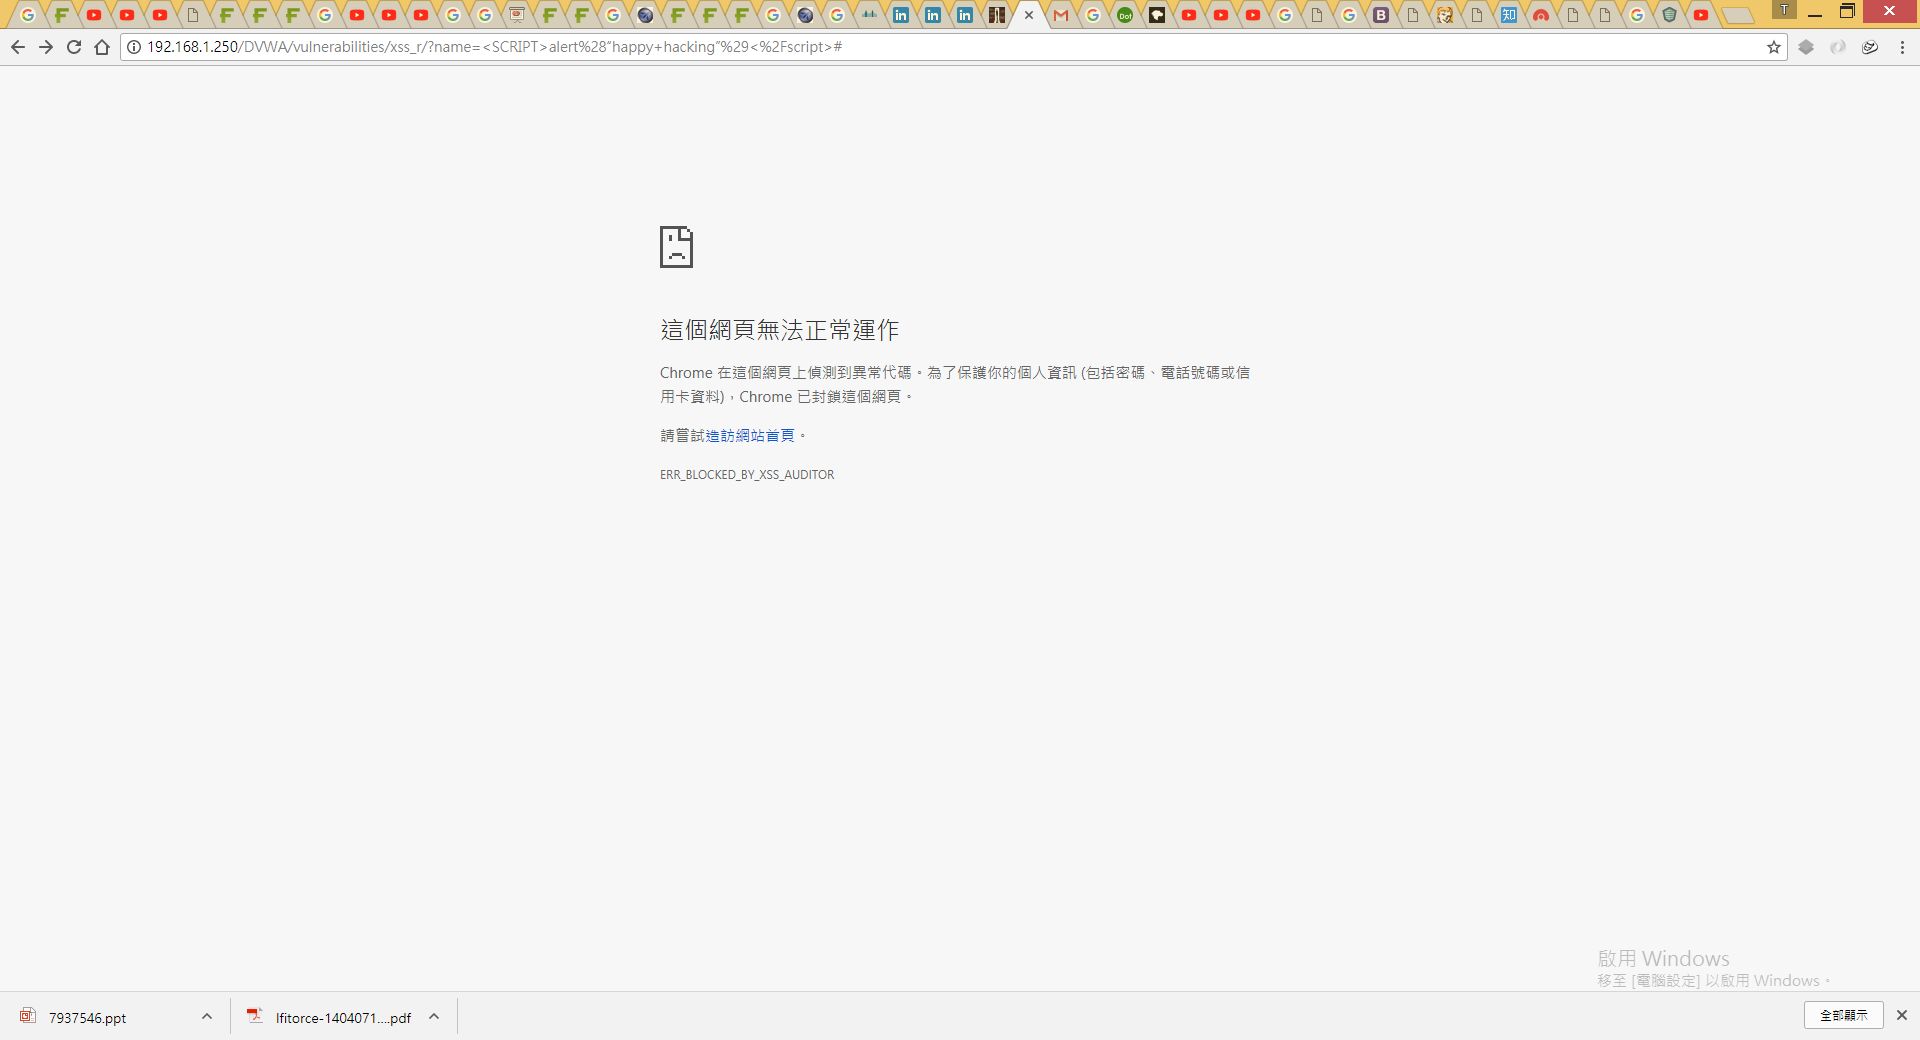 T
192.168.1.250/DVWA/vulnerabilities/xss_r/?name=<SCRIPT>alert%28“happy+hacking”%29<%2Fscript>#
這個網頁無法正常運作
Chrome 在這個網頁上偵測到異常代碼。為了保護你的個人資訊 (包括密碼、電話號碼或信
用卡資料)，Chrome 已封鎖這個網頁。
請嘗試造訪網站首頁。
ERR_BLOCKED_BY_XSS_AUDITOR
啟用 Windows
移至 [電腦設定] 以啟用 Windows。
7937546.ppt
lfitorce-1404071....pdf
全部顯示